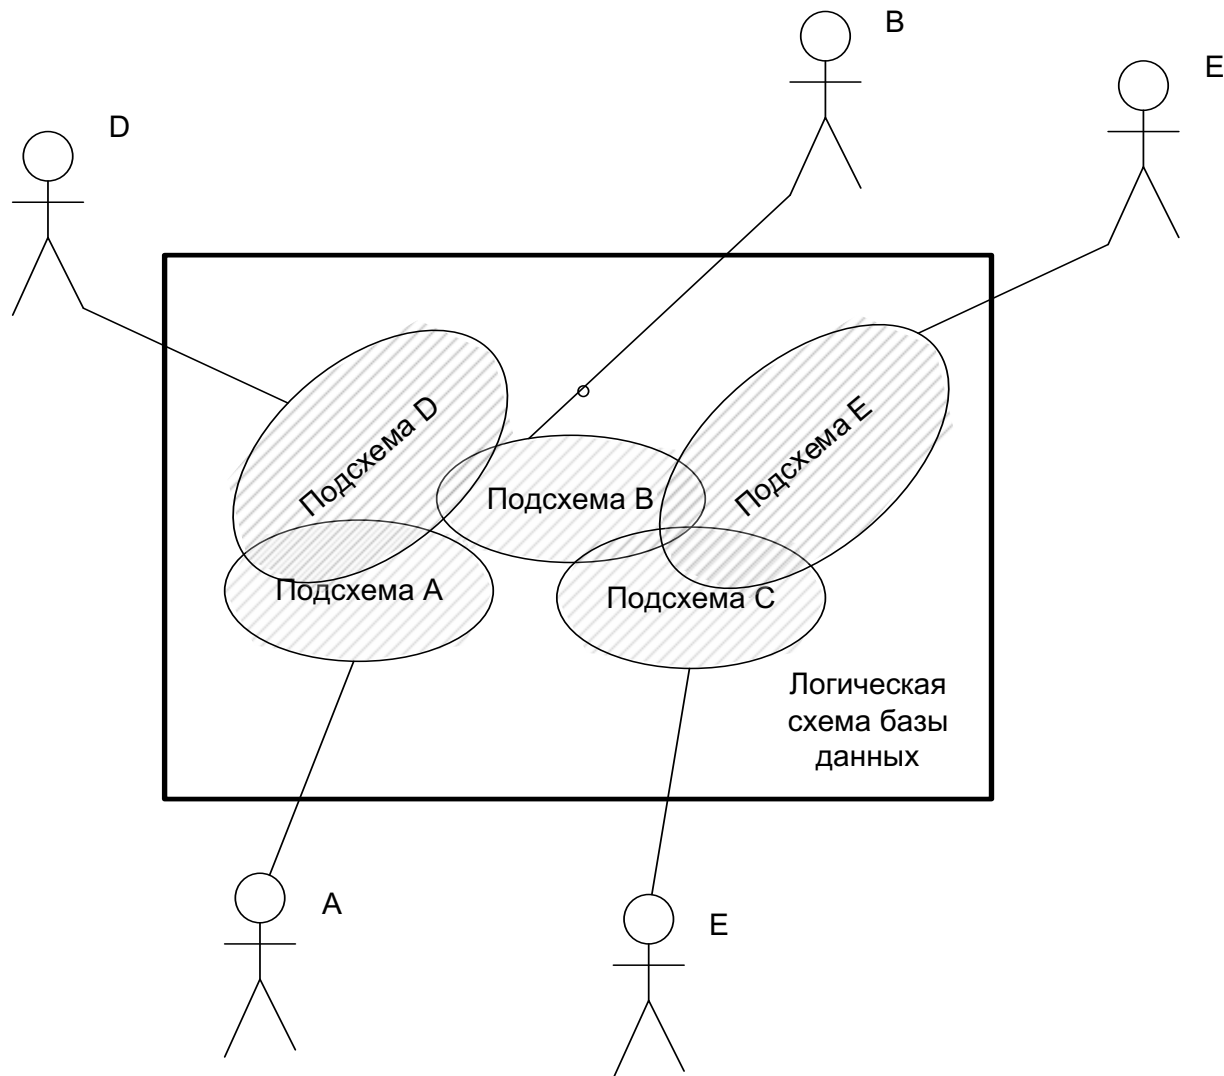 B
E
D
Подсхема D
Подсхема E
Подсхема B
Подсхема A
Подсхема C
Логическая
схема базы
данных
A
E